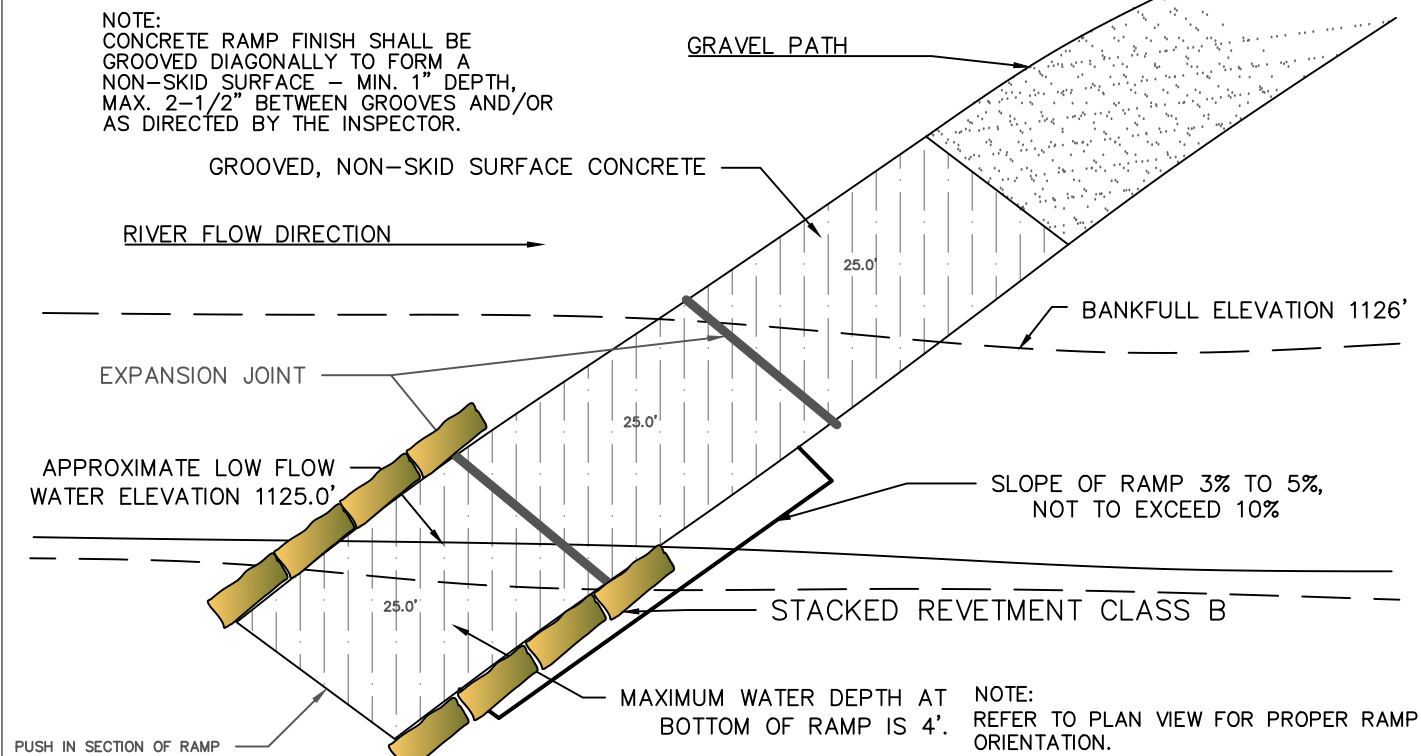 NOTE:
CONCRETE RAMP FINISH SHALL BE
GROOVED DIAGONALLY TO FORM A
NON-SKID SURFACE – MIN. 1" DEPTH,
MAX. 2-1/2" BETWEEN GROOVES AND/OR
AS DIRECTED BY THE INSPECTOR.
GRAVEL PATH
GROOVED, NON-SKID SURFACE CONCRETE
RIVER FLOW DIRECTION
25.0'
BANKFULL ELEVATION 1126'
EXPANSION JOINT
25.0'
APPROXIMATE LOW FLOW
WATER ELEVATION 1125.0'
SLOPE OF RAMP 3% TO 5%,
NOT TO EXCEED 10%
25.0'
STACKED REVETMENT CLASS B
MAXIMUM WATER DEPTH AT
BOTTOM OF RAMP IS 4'.
NOTE:
REFER TO PLAN VIEW FOR PROPER RAMP
ORIENTATION.
PUSH IN SECTION OF RAMP